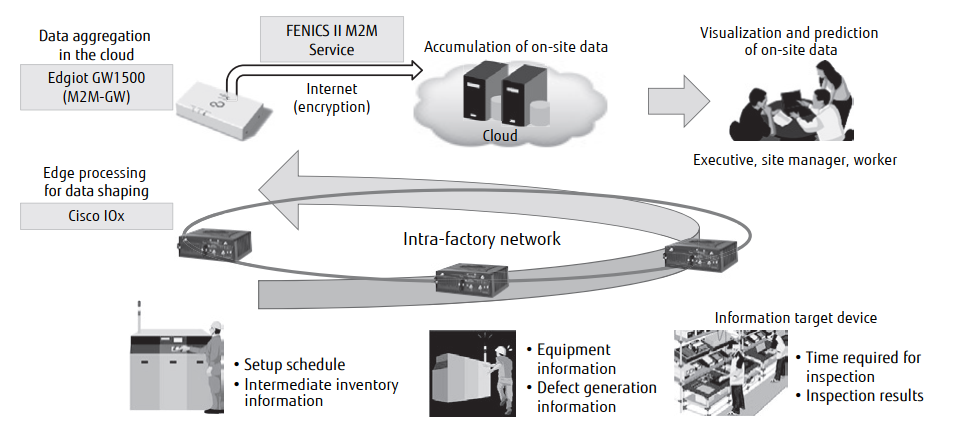 Data aggregation
in the cloud
Edgiot GW1500
(M2M-GW)
FENICS II M2M
Service
Internet
(encryption)
Accumulation of on-site data
Cloud
Visualization and prediction
of on-site data
Executive, site manager, worker
Edge processing
for data shaping
Cisco IOx
Intra-factory network
• Setup schedule
• Intermediate inventory
information
• Equipment
information
• Defect generation
information
Information target device
• Time required for
inspection
• Inspection results